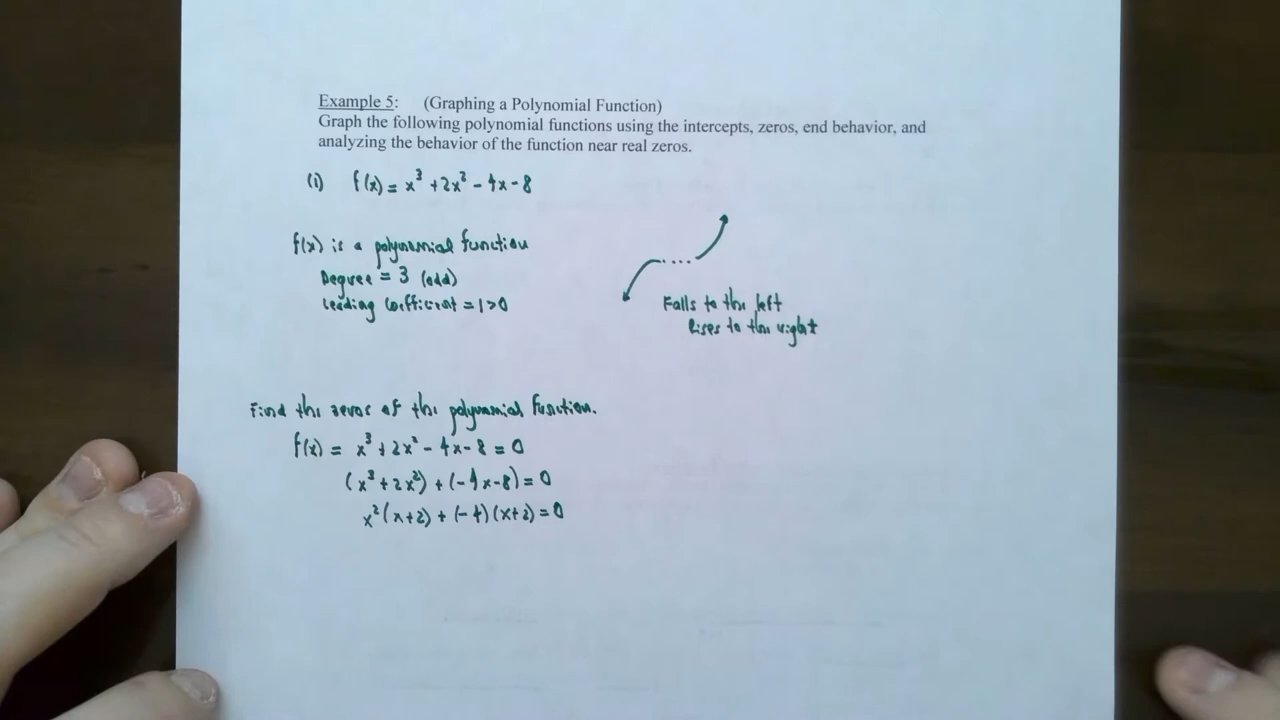 Example 5: (Graphing a Polynomial Function)
Graph the following polynomial functions using the intercepts, zeros, end behavior, and
analyzing the behavior of the function near real zeros.
(i) f(x) = x³ + 2x² - 4x - 8
f(x) is a polynomial function
Degree = 3 (odd)
Leading Coefficient = 1 > 0
Falls to the left
Rises to the right
Find the zeros of the polynomial function.
f(x) = x³ + 2x² - 4x - 8 = 0
(x³ + 2x²) + (-4x - 8) = 0
x²(x+2) + (-4)(x+2) = 0